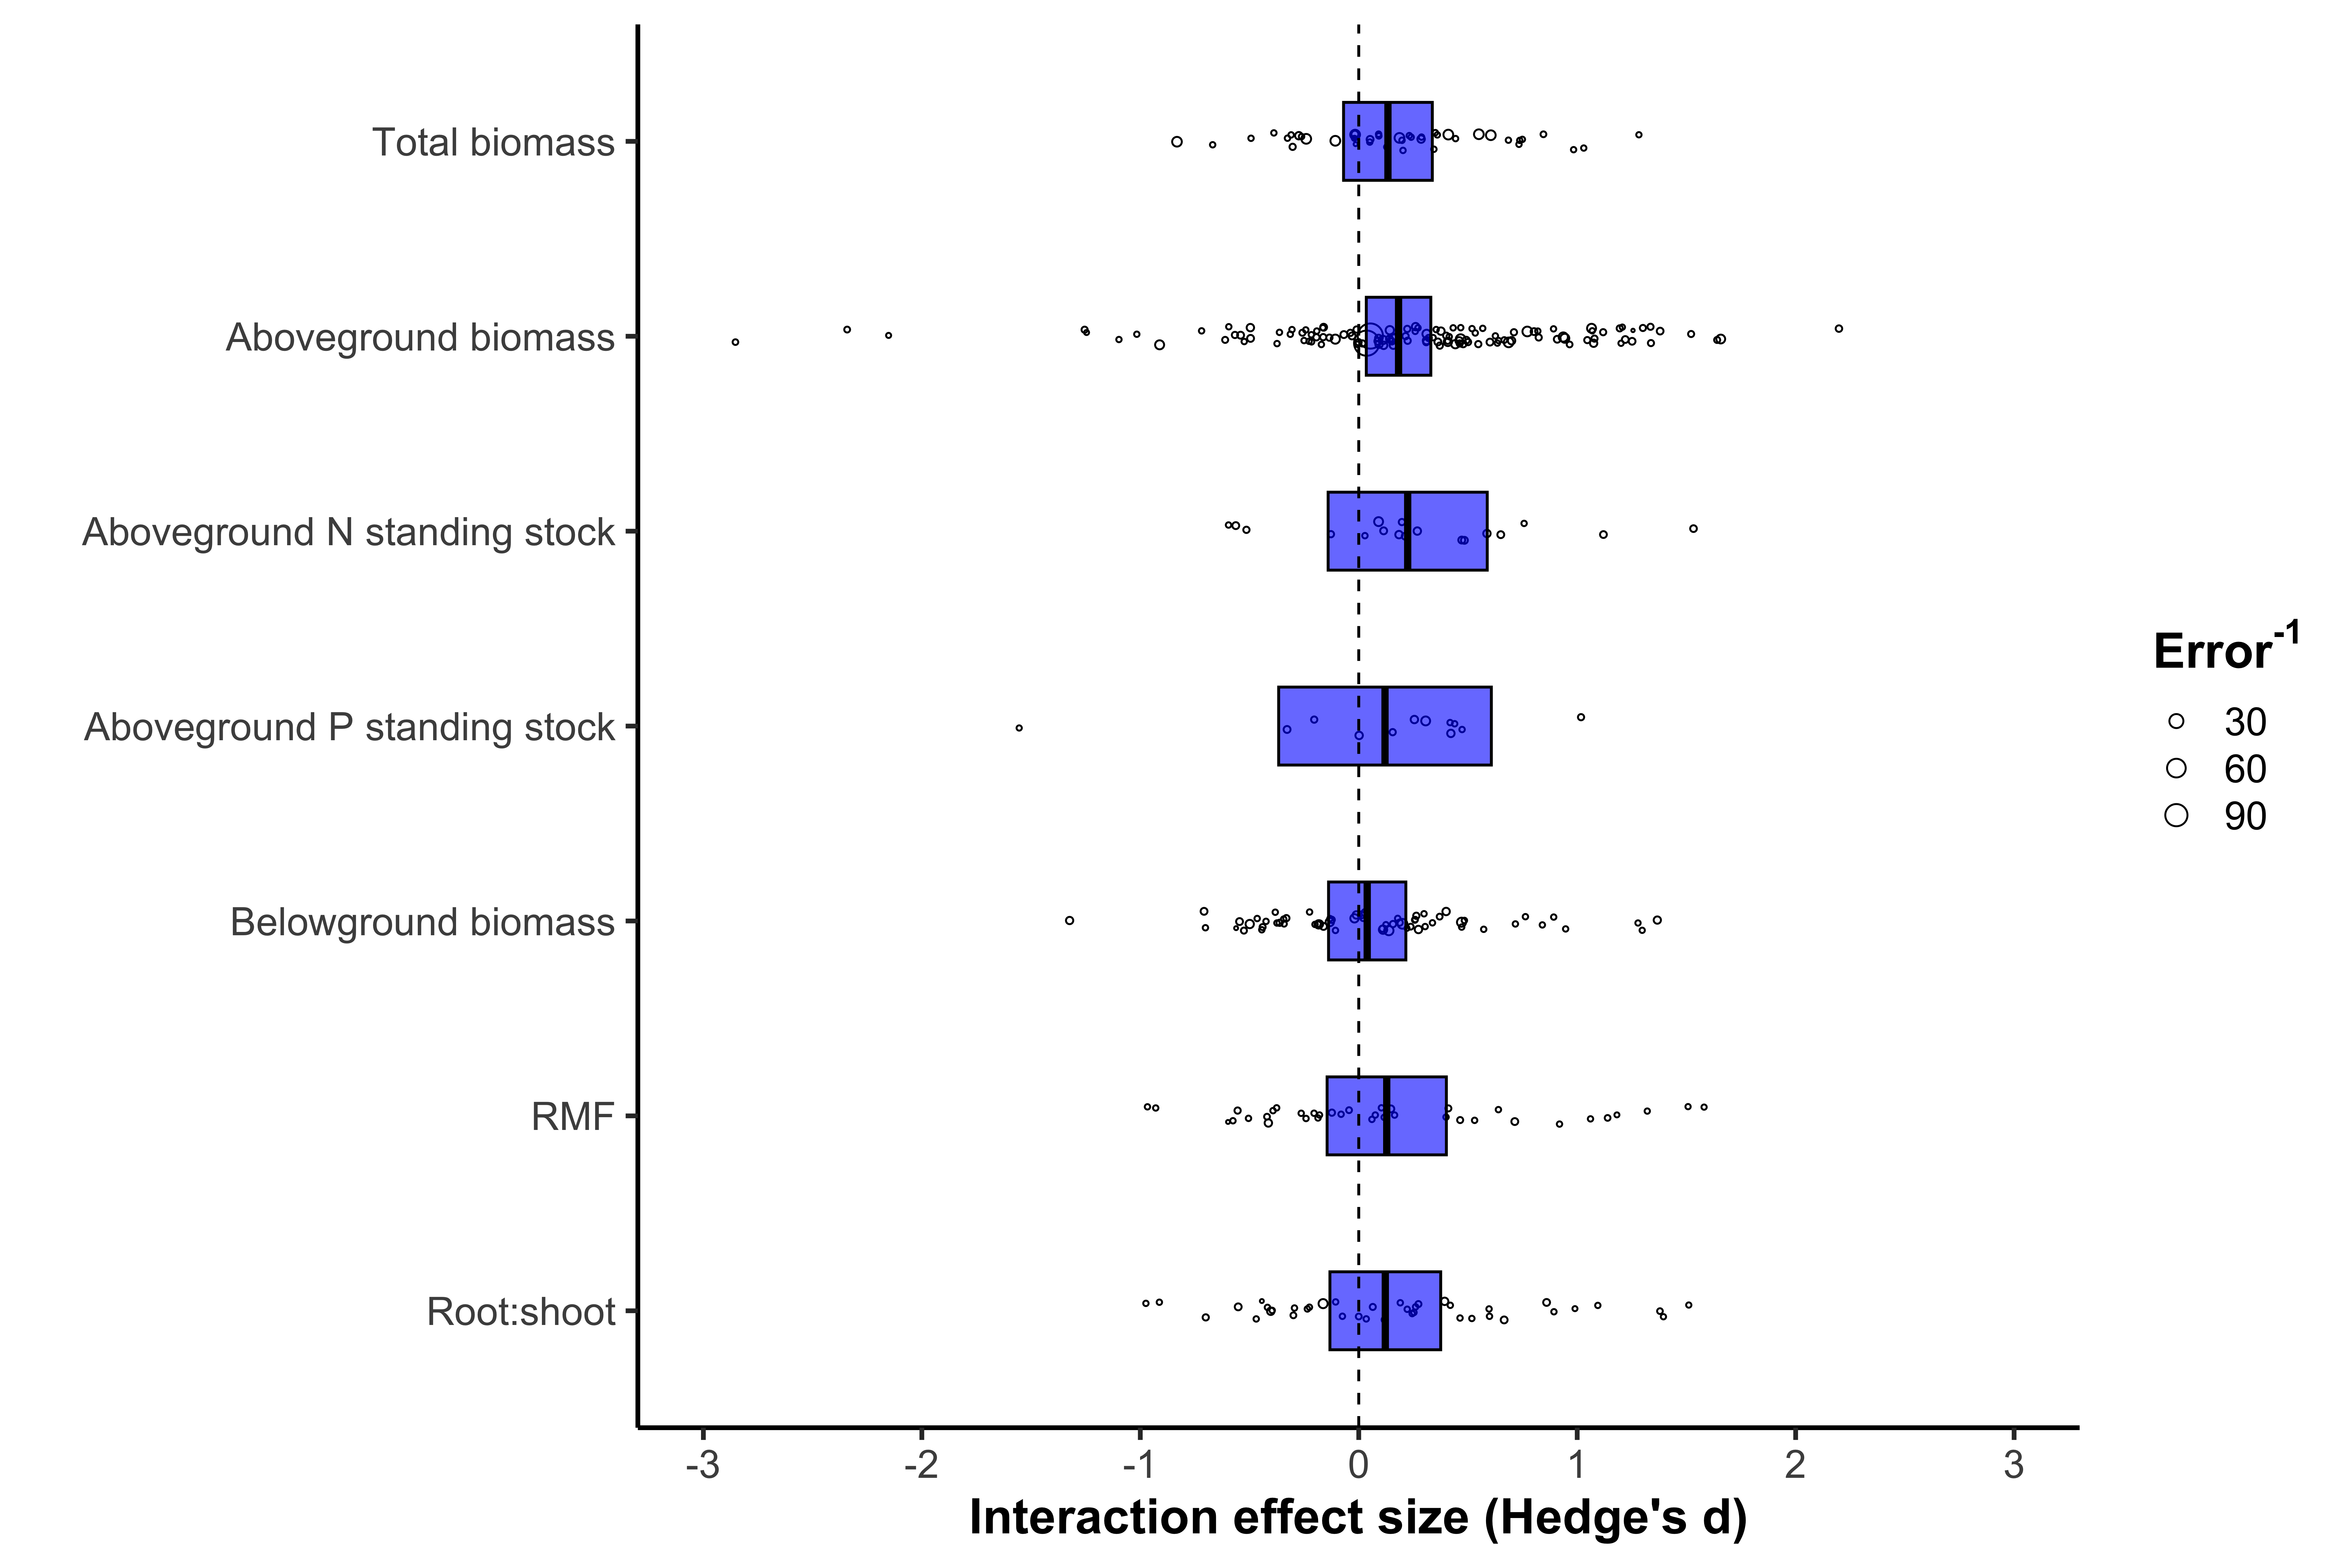 Total biomass
Aboveground biomass
Aboveground N standing stock
Aboveground P standing stock
Belowground biomass
RMF
Root:shoot
-3 -2 -1 0 1 2 3
Interaction effect size (Hedge's d)
Error-1
30
60
90